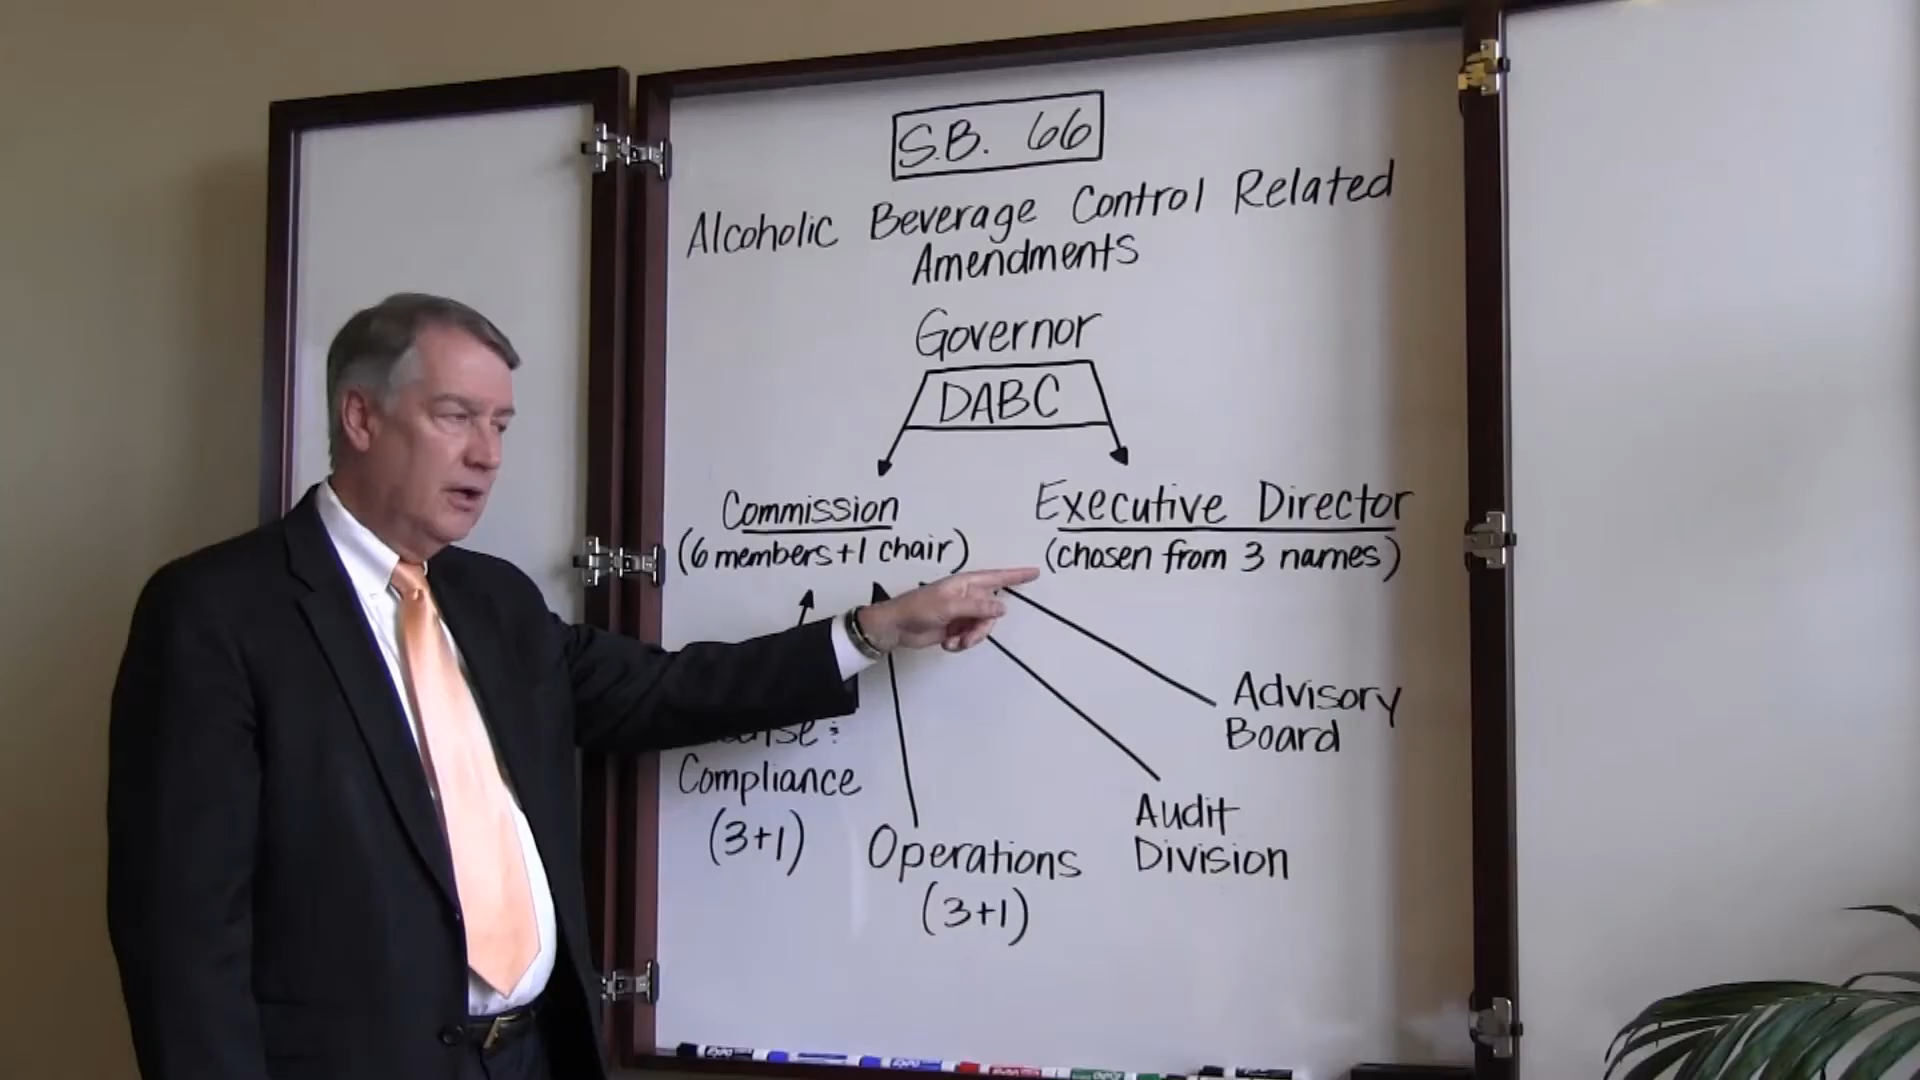 S.B. 66
Alcoholic Beverage Control Related
Amendments
Governor
DABC
Commission
(6 members+1 chair)
Executive Director
(chosen from 3 names)
Compliance
(3+1)
Operations
(3+1)
Audit
Division
Advisory
Board